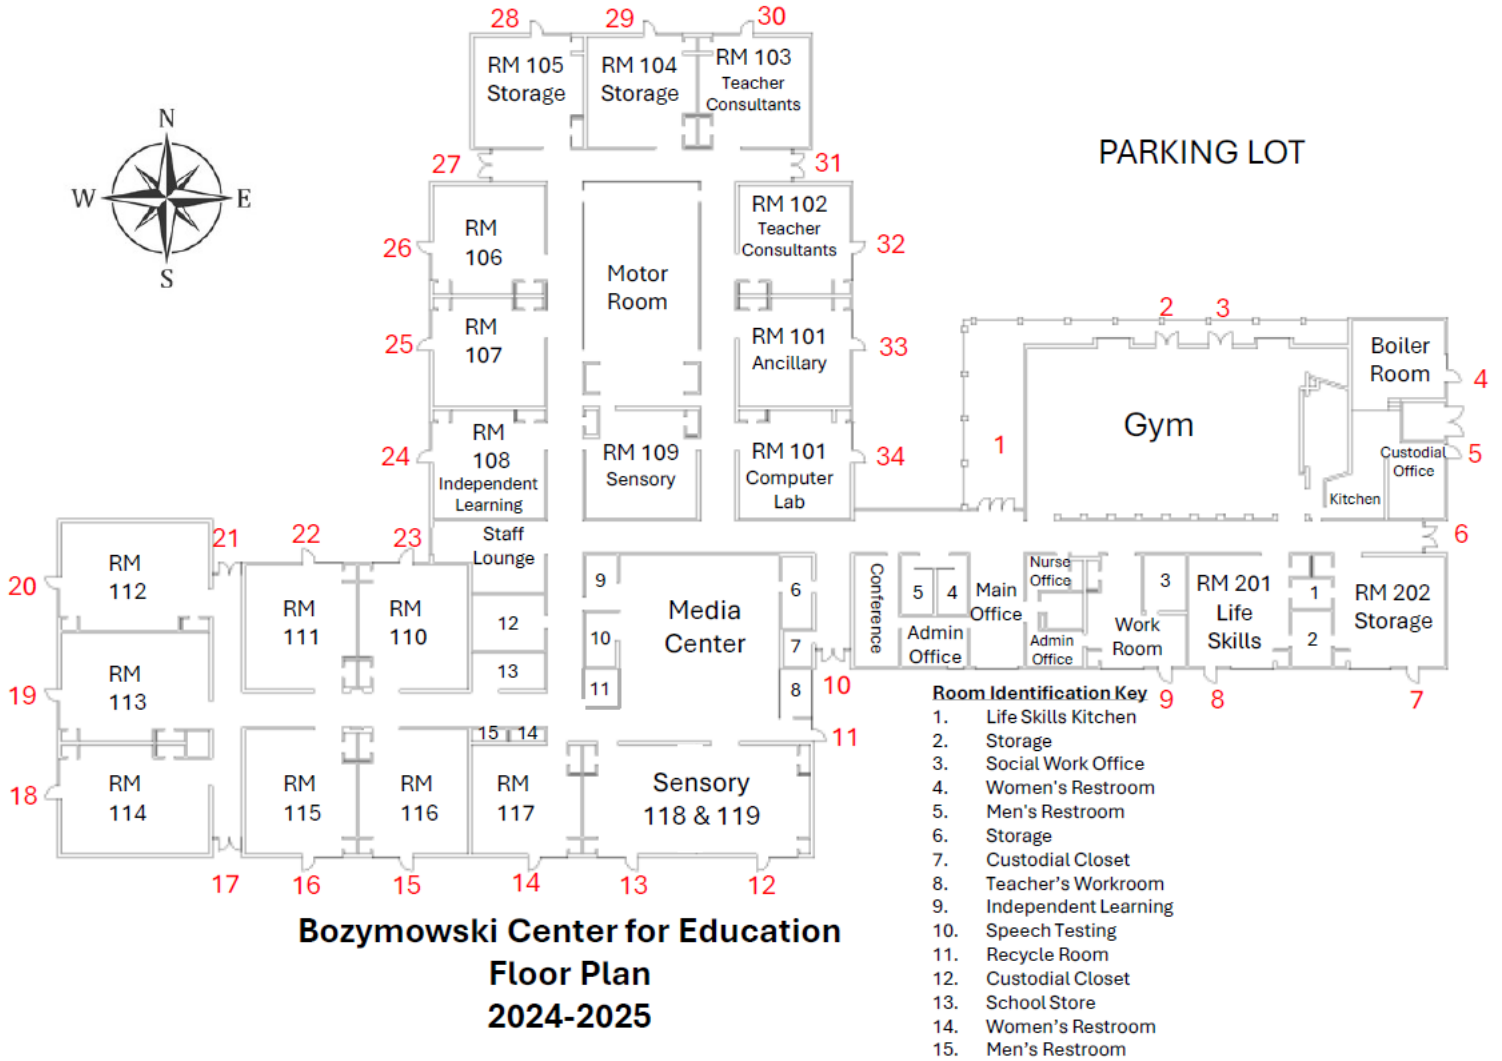 28
29
30
RM 105
Storage
RM 104
Storage
RM 103
Teacher
Consultants
N
W
E
S
PARKING LOT
27
31
RM
106
Motor
Room
RM 102
Teacher
Consultants
26
32
RM
107
RM 101
Ancillary
25
33
2
3
Boiler
Room
4
Gym
1
RM
108
Independent
Learning
RM 109
Sensory
RM 101
Computer
Lab
24
34
Custodial
Office
5
Kitchen
6
Staff
Lounge
21
22
23
20
RM
112
RM
111
RM
110
12
13
9
10
11
Media
Center
6
7
8
Conference
5
4
Admin
Office
Main
Office
Nurse
Office
Admin
Office
Work
Room
3
RM 201
Life
Skills
1
2
RM 202
Storage
19
RM
113
10
9
8
7
11
15
14
18
RM
114
RM
115
RM
116
RM
117
Sensory
118 & 119
17
16
15
14
13
12
Bozymowski Center for Education
Floor Plan
2024-2025
Room Identification Key
1. Life Skills Kitchen
2. Storage
3. Social Work Office
4. Women's Restroom
5. Men's Restroom
6. Storage
7. Custodial Closet
8. Teacher's Workroom
9. Independent Learning
10. Speech Testing
11. Recycle Room
12. Custodial Closet
13. School Store
14. Women's Restroom
15. Men's Restroom